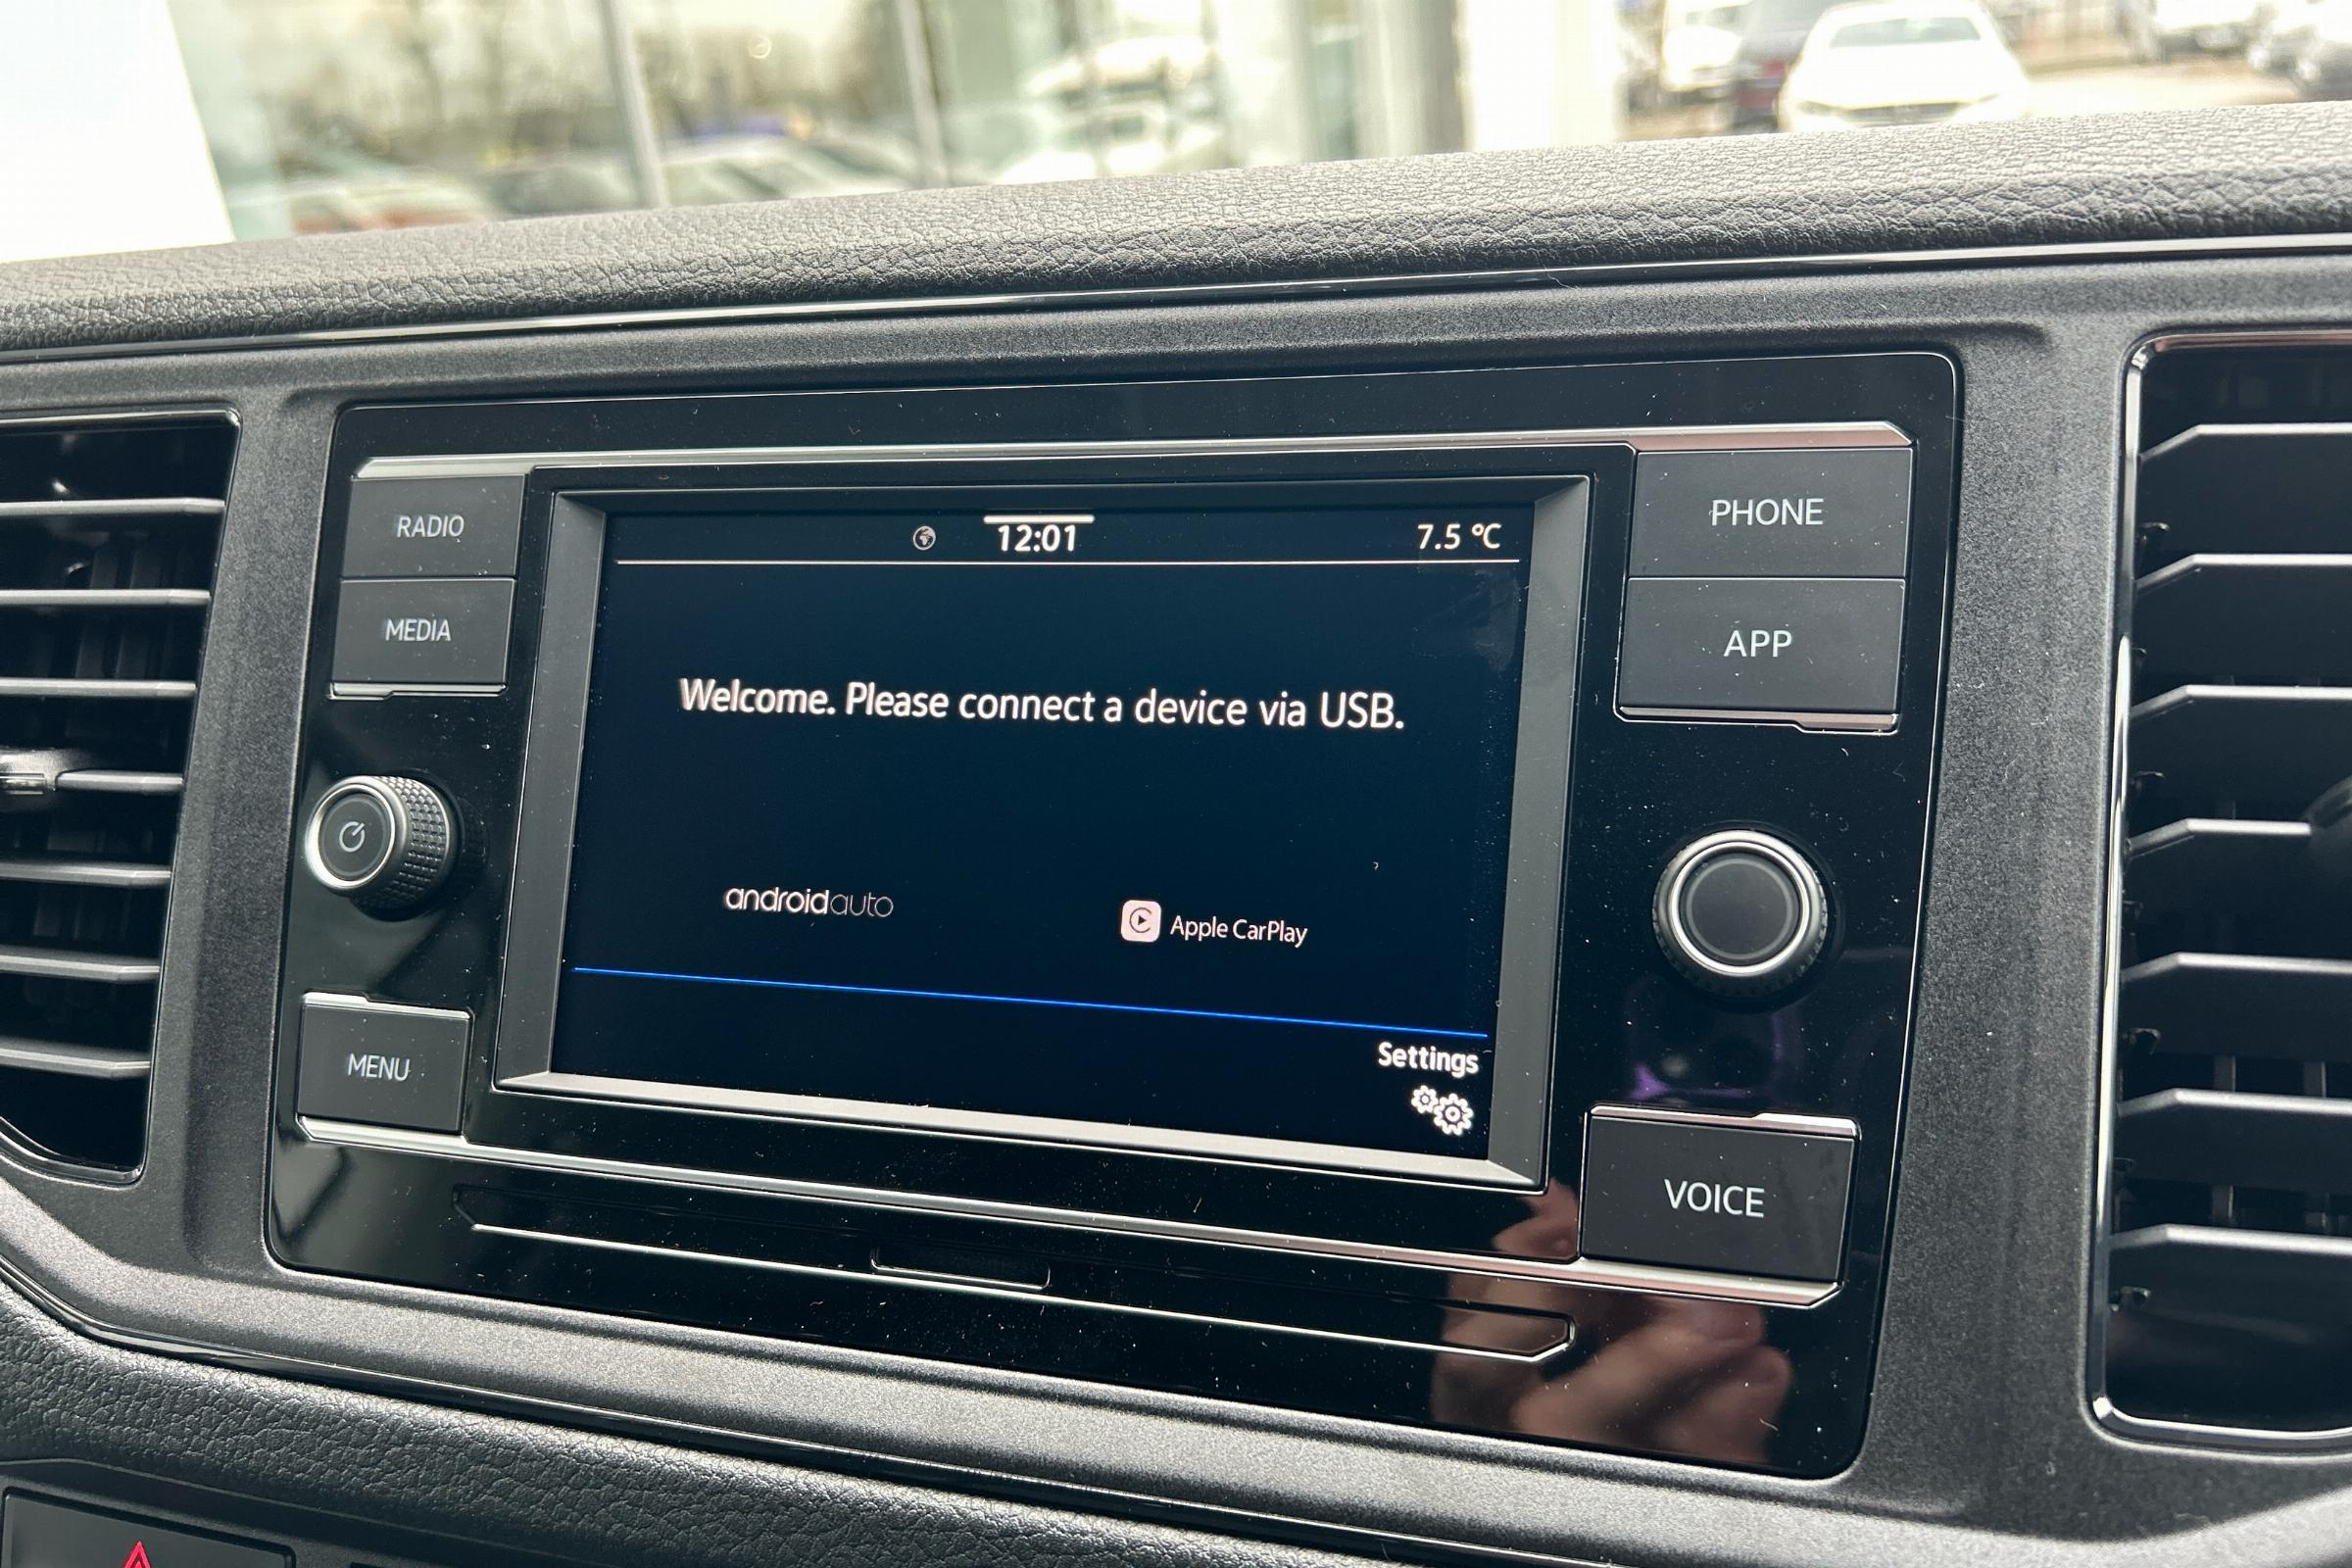 RADIO
MEDIA
MENU
12:01
7.5 °C
Welcome. Please connect a device via USB.
androidauto
Apple CarPlay
Settings
PHONE
APP
VOICE